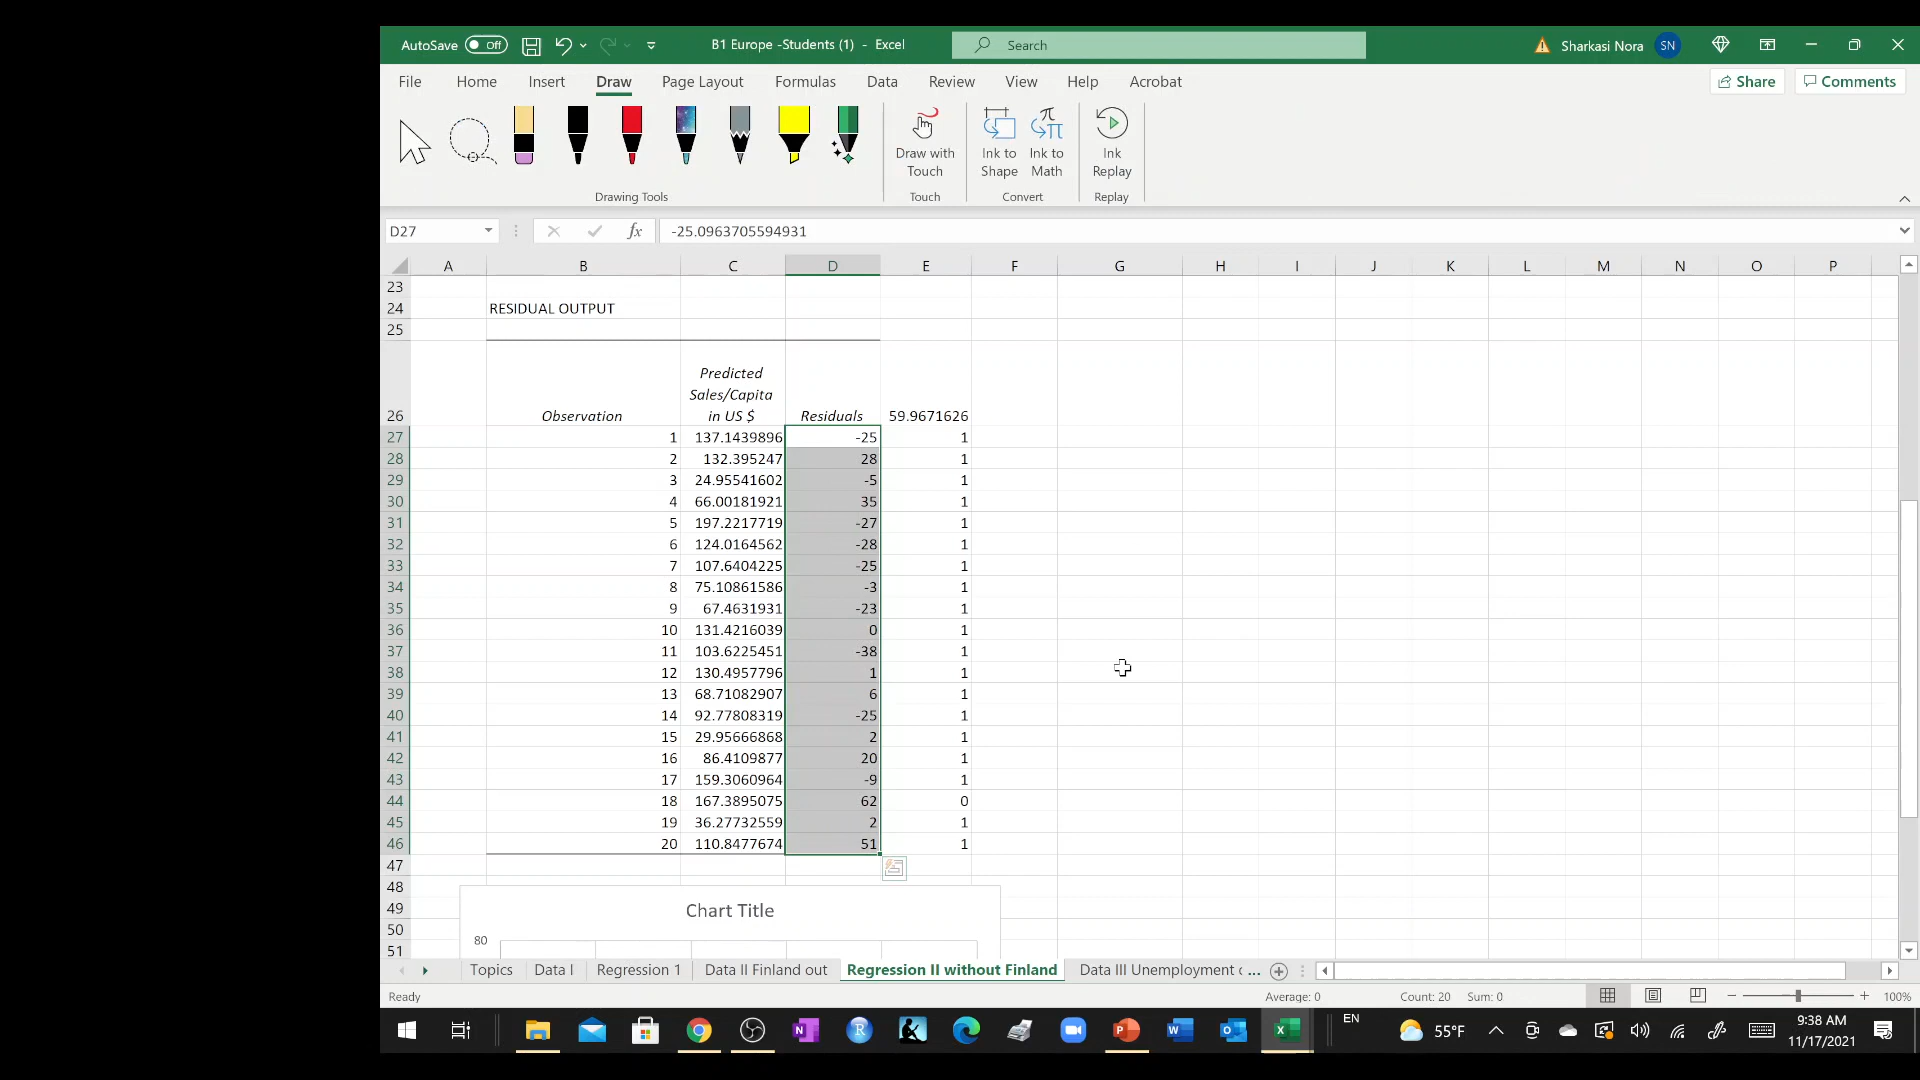 AutoSave Off B1 Europe -Students (1) - Excel Search Sharkasi Nora SN
File Home Insert Draw Page Layout Formulas Data Review View Help Acrobat Share Comments
Draw with Touch
Ink to Shape
Ink to Math
Ink Replay
Drawing Tools Touch Convert Replay
D27 fx -25.0963705594931
A B C D E F G H I J K L M N O P
23
24 RESIDUAL OUTPUT
25
26 Observation Predicted Sales/Capita in US $ Residuals 59.9671626
27 1 137.1439896 -25 1
28 2 132.395247 28 1
29 3 24.95541602 -5 1
30 4 66.00181921 35 1
31 5 197.2217719 -27 1
32 6 124.0164562 -28 1
33 7 107.6404225 -25 1
34 8 75.10861586 -3 1
35 9 67.4631931 -23 1
36 10 131.4216039 0 1
37 11 103.6225451 -38 1
38 12 130.4957796 1 1
39 13 68.71082907 6 1
40 14 92.77808319 -25 1
41 15 29.95666868 2 1
42 16 86.4109877 20 1
43 17 159.3060964 -9 1
44 18 167.3895075 62 0
45 19 36.27732559 2 1
46 20 110.8477674 51 1
47
48
49 Chart Title
50
80
51
Topics Data I Regression 1 Data II Finland out Regression II without Finland Data III Unemployment c ...
Ready Average: 0 Count: 20 Sum: 0 100%
EN 55°F 9:38 AM
11/17/2021